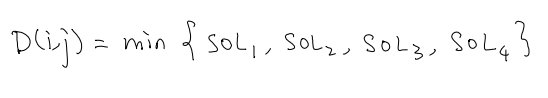 D(i,j) = min { SOL₁, SOL₂, SOL₃, SOL₄ }